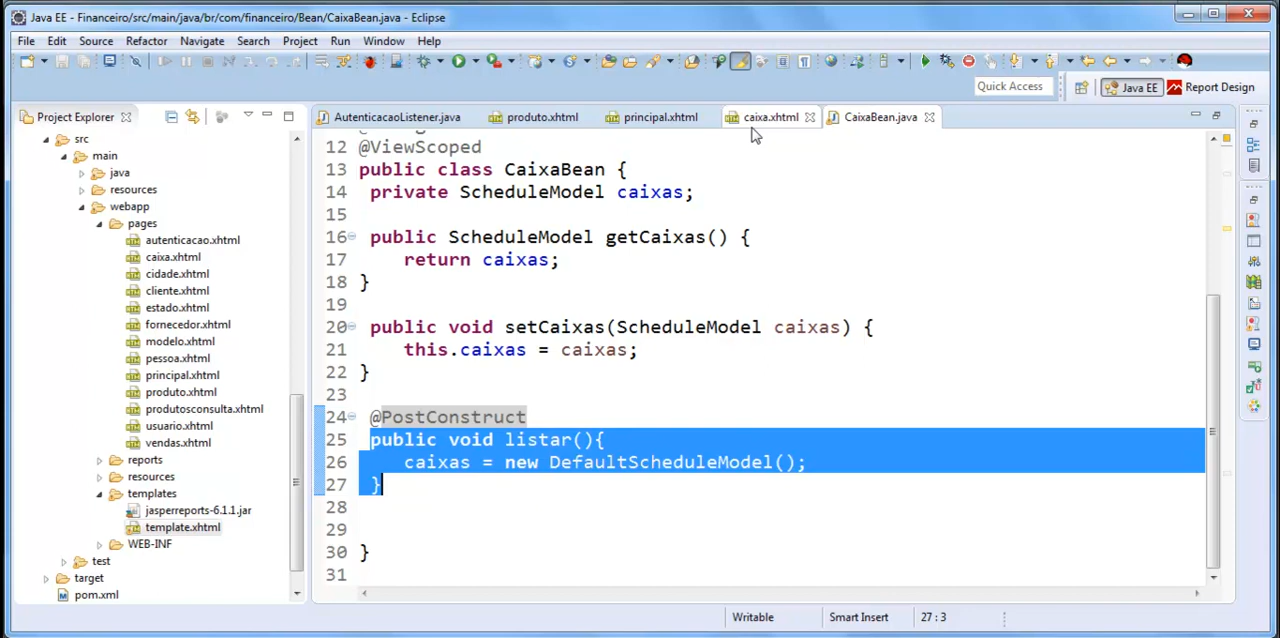 Java EE - Financeiro/src/main/java/br/com/financeiro/Bean/CaixaBean.java - Eclipse
File Edit Source Refactor Navigate Search Project Run Window Help
Quick Access
Java EE
Report Design
Project Explorer
src
main
java
resources
webapp
pages
autenticacao.xhtml
caixa.xhtml
cidade.xhtml
cliente.xhtml
estado.xhtml
fornecedor.xhtml
modelo.xhtml
pessoa.xhtml
principal.xhtml
produto.xhtml
produtosconsulta.xhtml
usuario.xhtml
vendas.xhtml
reports
resources
templates
jasperreports-6.1.1.jar
template.xhtml
WEB-INF
test
target
pom.xml
AutenticacaoListener.java produto.xhtml principal.xhtml caixa.xhtml CaixaBean.java
12 @ViewScoped
13 public class CaixaBean {
14 private ScheduleModel caixas;
15
16 public ScheduleModel getCaixas() {
17 return caixas;
18 }
19
20 public void setCaixas(ScheduleModel caixas) {
21 this.caixas = caixas;
22 }
23
24 @PostConstruct
25 public void listar(){
26 caixas = new DefaultScheduleModel();
27 }
28
29
30 }
31
Writable Smart Insert 27 : 3